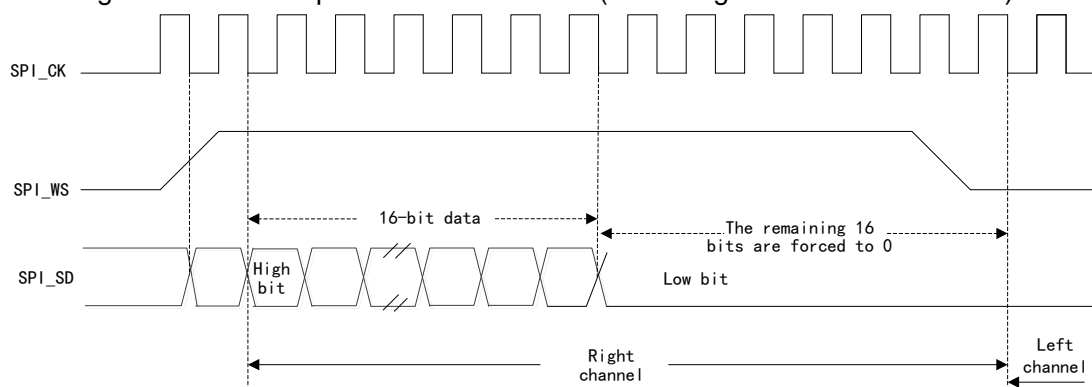 SPI_CK
SPI_WS
16-bit data
The remaining 16
bits are forced to 0
SPI_SD
High
bit
Low bit
Right
channel
Left
channel